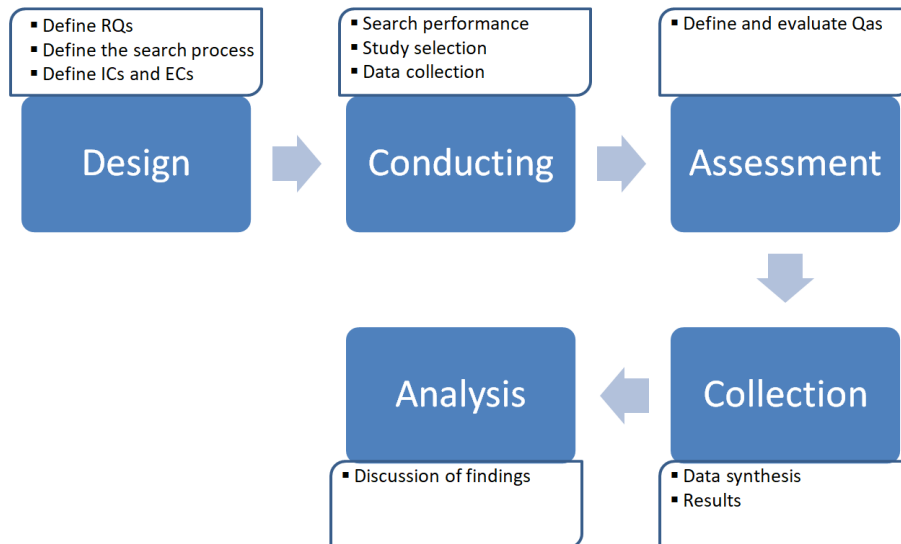 ▪ Define RQs
▪ Define the search process
▪ Define ICs and ECs
Design
▪ Search performance
▪ Study selection
▪ Data collection
Conducting
▪ Define and evaluate Qas
Assessment
Collection
▪ Data synthesis
▪ Results
Analysis
▪ Discussion of findings